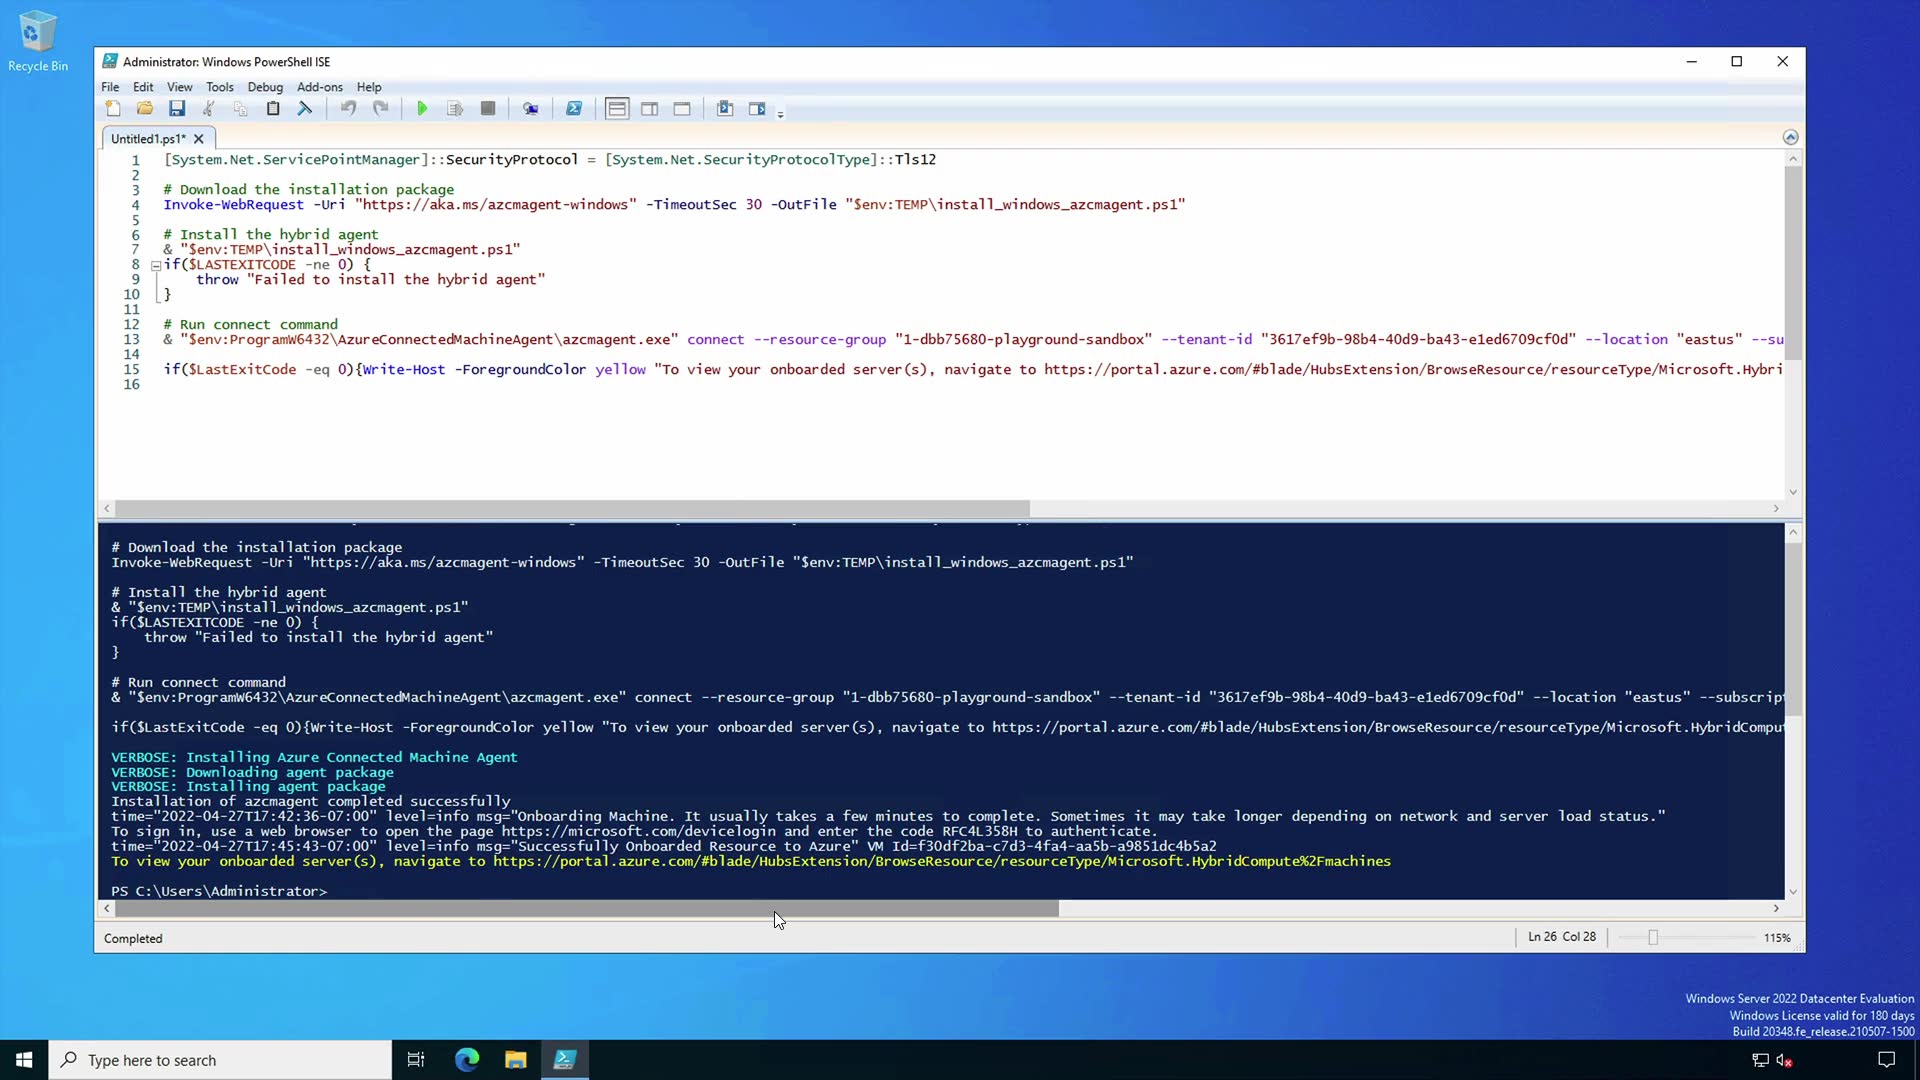 Recycle Bin
Administrator: Windows PowerShell ISE
File Edit View Tools Debug Add-ons Help
Untitled1.ps1*
1 [System.Net.ServicePointManager]::SecurityProtocol = [System.Net.SecurityProtocolType]::Tls12
2
3 # Download the installation package
4 Invoke-WebRequest -Uri "https://aka.ms/azcmagent-windows" -TimeoutSec 30 -OutFile "$env:TEMP\install_windows_azcmagent.ps1"
5
6 # Install the hybrid agent
7 & "$env:TEMP\install_windows_azcmagent.ps1"
8 if($LASTEXITCODE -ne 0) {
9 throw "Failed to install the hybrid agent"
10 }
11
12 # Run connect command
13 & "$env:ProgramW6432\AzureConnectedMachineAgent\azcmagent.exe" connect --resource-group "1-dbb75680-playground-sandbox" --tenant-id "3617ef9b-98b4-40d9-ba43-e1ed6709cf0d" --location "eastus" --su
14
15 if($LastExitCode -eq 0){Write-Host -ForegroundColor yellow "To view your onboarded server(s), navigate to https://portal.azure.com/#blade/HubsExtension/BrowseResource/resourceType/Microsoft.Hybri
16
# Download the installation package
Invoke-WebRequest -Uri "https://aka.ms/azcmagent-windows" -TimeoutSec 30 -OutFile "$env:TEMP\install_windows_azcmagent.ps1"
# Install the hybrid agent
& "$env:TEMP\install_windows_azcmagent.ps1"
if($LASTEXITCODE -ne 0) {
throw "Failed to install the hybrid agent"
}
# Run connect command
& "$env:ProgramW6432\AzureConnectedMachineAgent\azcmagent.exe" connect --resource-group "1-dbb75680-playground-sandbox" --tenant-id "3617ef9b-98b4-40d9-ba43-e1ed6709cf0d" --location "eastus" --subscrip
if($LastExitCode -eq 0){Write-Host -ForegroundColor yellow "To view your onboarded server(s), navigate to https://portal.azure.com/#blade/HubsExtension/BrowseResource/resourceType/Microsoft.HybridCompu
VERBOSE: Installing Azure Connected Machine Agent
VERBOSE: Downloading agent package
VERBOSE: Installing agent package
Installation of azcmagent completed successfully
time="2022-04-27T17:42:36-07:00" level=info msg="Onboarding Machine. It usually takes a few minutes to complete. Sometimes it may take longer depending on network and server load status."
To sign in, use a web browser to open the page https://microsoft.com/devicelogin and enter the code RFC4L358H to authenticate.
time="2022-04-27T17:45:43-07:00" level=info msg="Successfully Onboarded Resource to Azure" VM Id=f30df2ba-c7d3-4fa4-aa5b-a9851dc4b5a2
To view your onboarded server(s), navigate to https://portal.azure.com/#blade/HubsExtension/BrowseResource/resourceType/Microsoft.HybridCompute%2Fmachines
PS C:\Users\Administrator>
Completed
Ln 26 Col 28
115%
Windows Server 2022 Datacenter Evaluation
Windows License valid for 180 days
Build 20348.fe_release.210507-1500
Type here to search